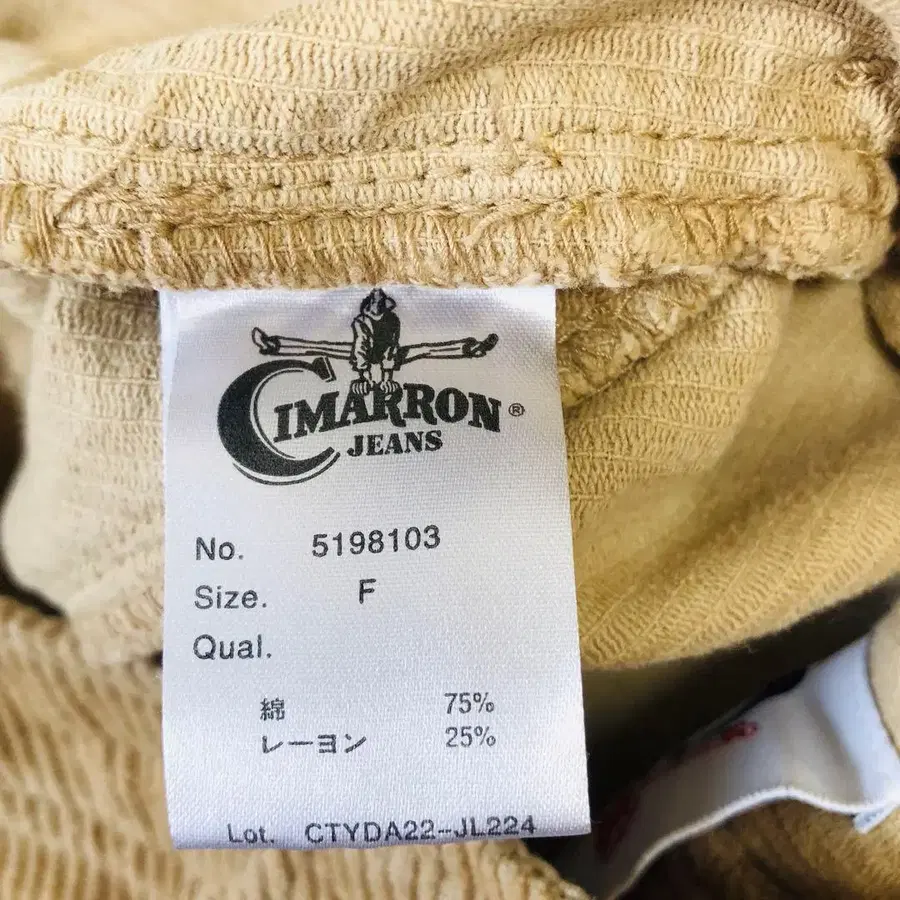 CIMARRON ®
JEANS
No. 5198103
Size. F
Qual.
綿 75%
レーヨン 25%
Lot. CTYDA22-JL224